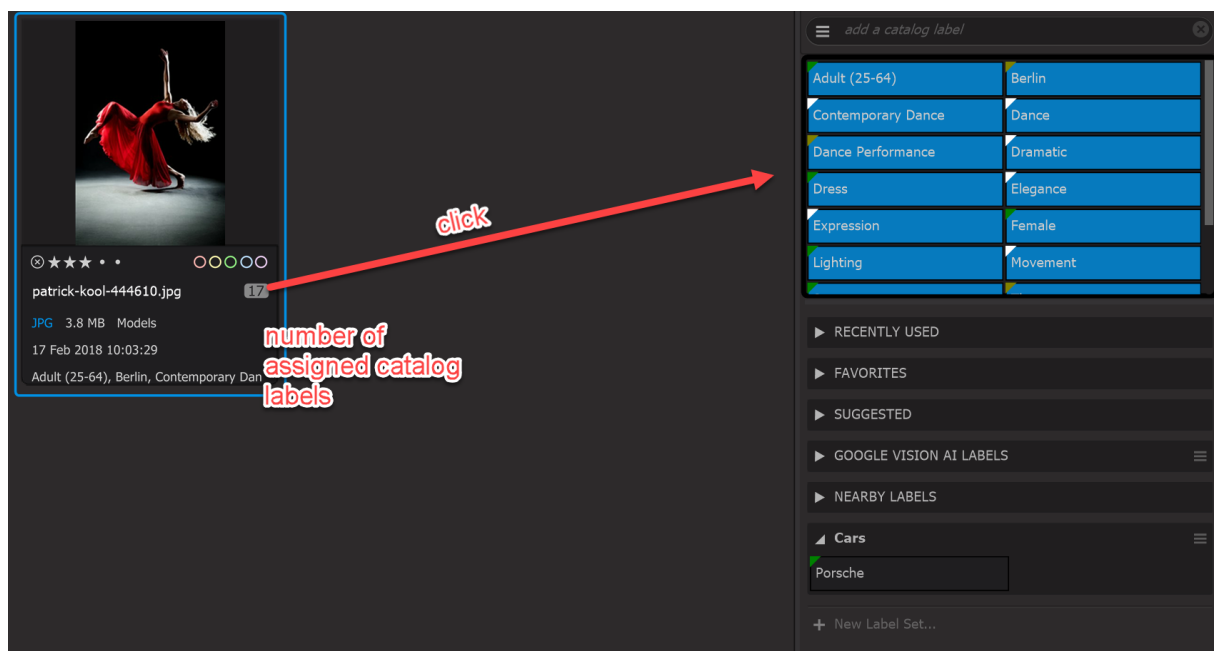 patrick-kool-444610.jpg 17
JPG 3.8 MB Models
17 Feb 2018 10:03:29
Adult (25-64), Berlin, Contemporary Dan
click
number of
assigned catalog
labels
add a catalog label
Adult (25-64) Berlin
Contemporary Dance Dance
Dance Performance Dramatic
Dress Elegance
Expression Female
Lighting Movement
RECENTLY USED
FAVORITES
SUGGESTED
GOOGLE VISION AI LABELS
NEARBY LABELS
Cars
Porsche
+ New Label Set...